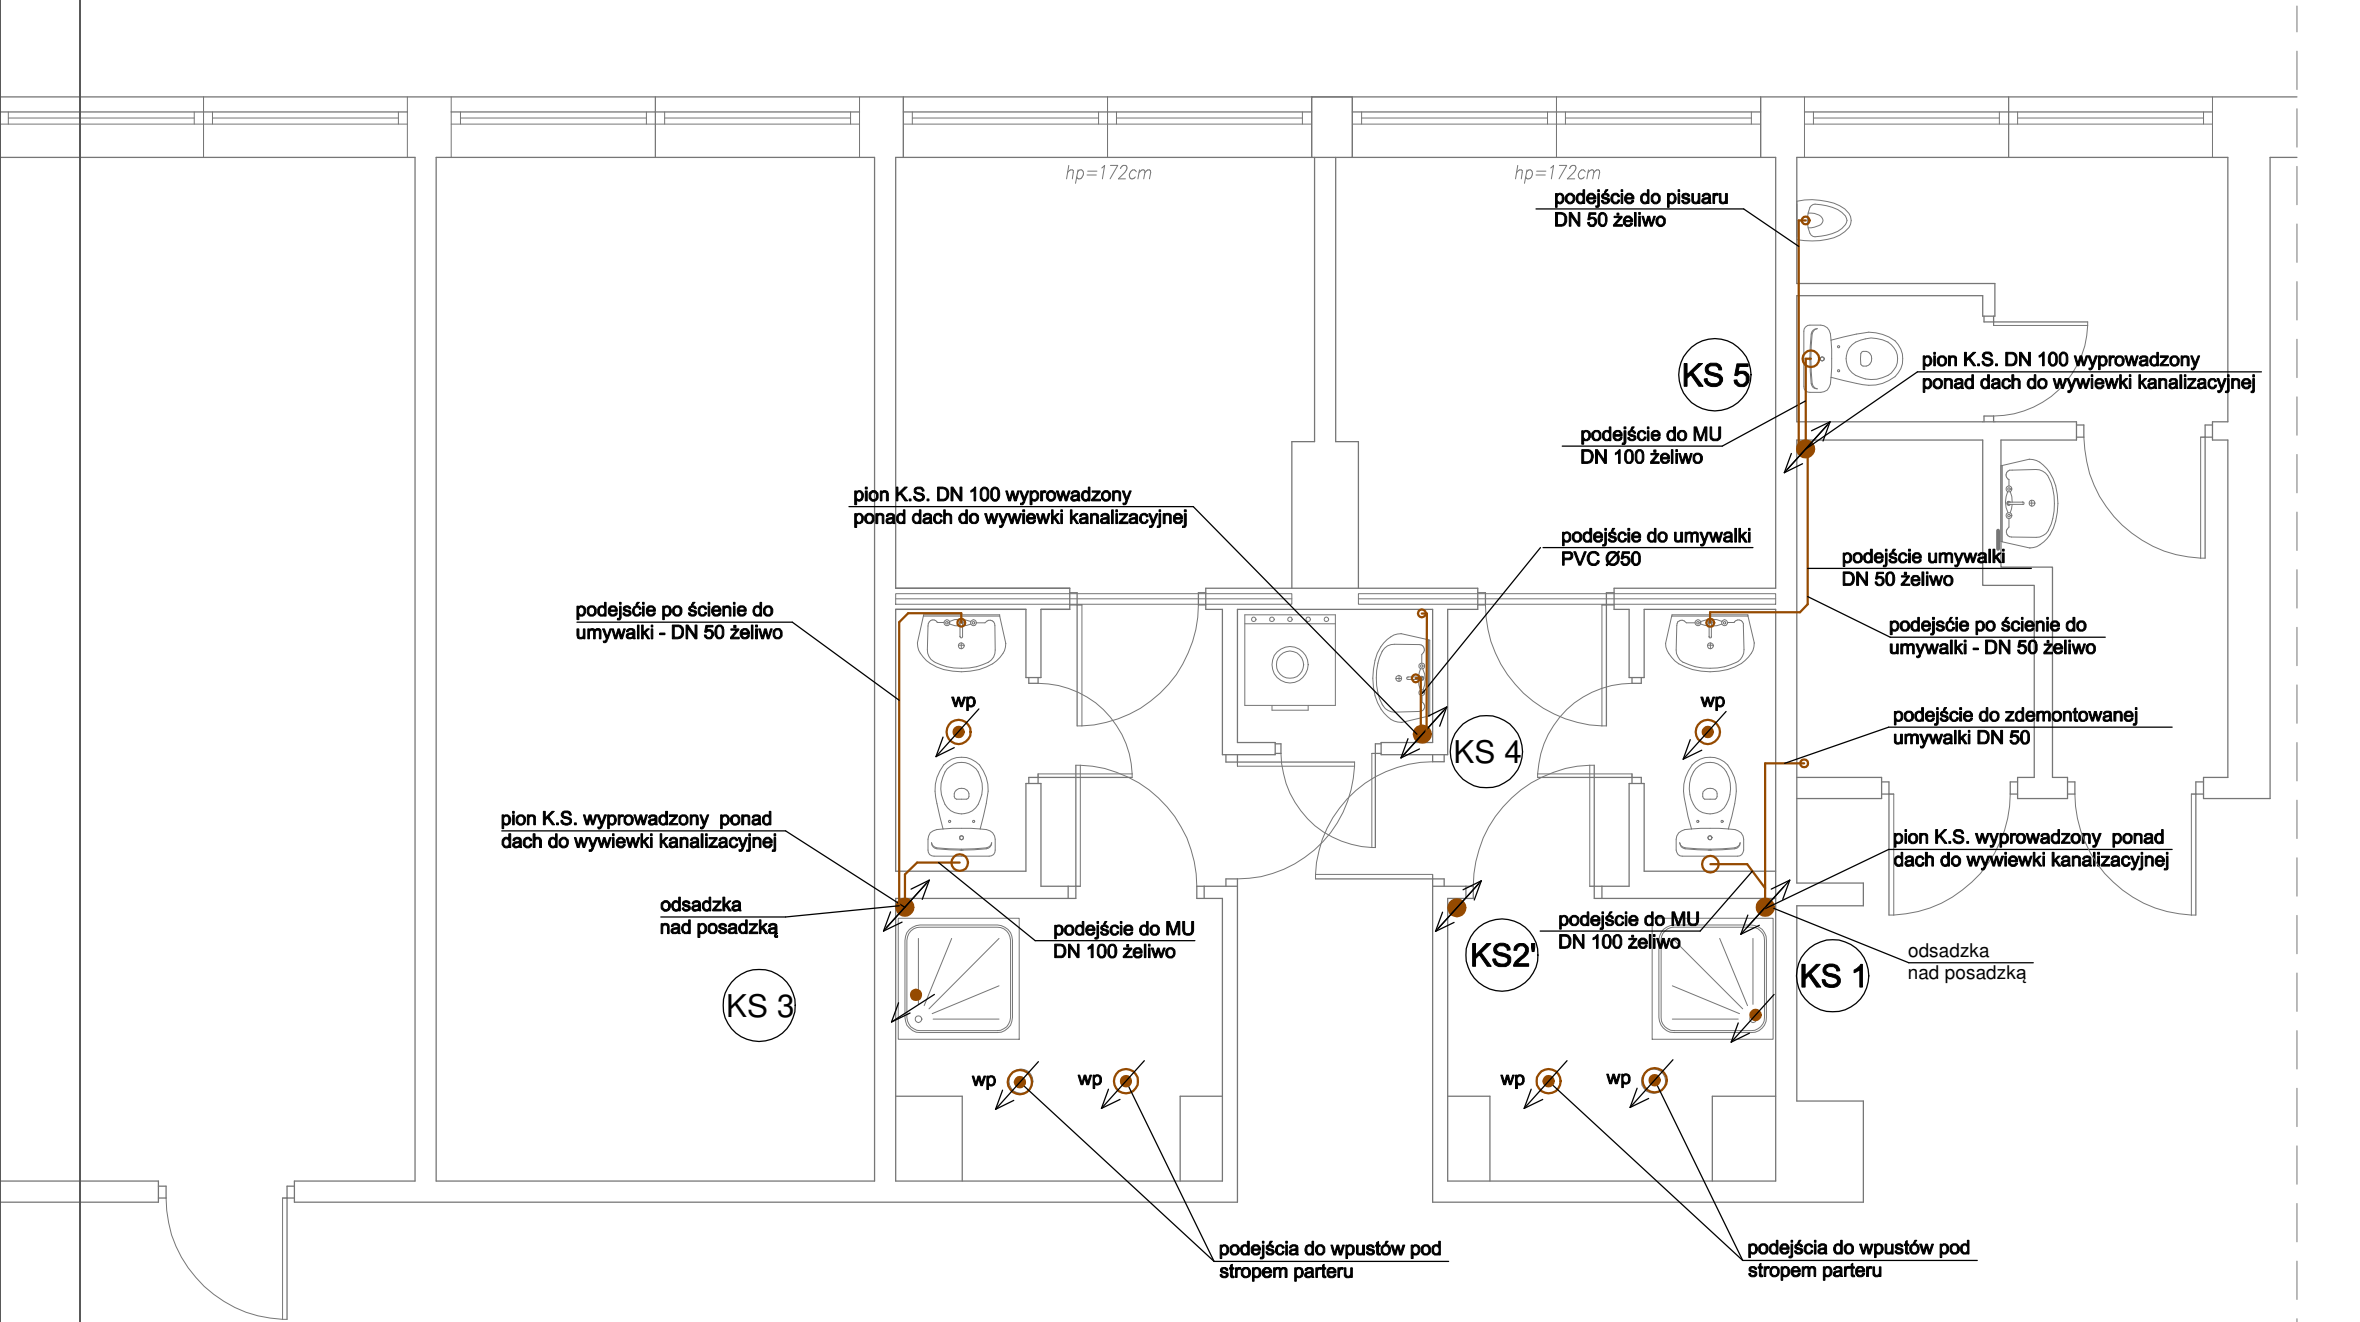 hp=172cm
hp=172cm
podejście do pisuaru
DN 50 żeliwo
KS 5
pion K.S. DN 100 wyprowadzony
ponad dach do wywiewki kanalizacyjnej
podejście do MU
DN 100 żeliwo
pion K.S. DN 100 wyprowadzony
ponad dach do wywiewki kanalizacyjnej
podejście do umywalki
PVC Ø50
podejście umywalki
DN 50 żeliwo
podejsćie po ścienie do
umywalki - DN 50 żeliwo
podejsćie po ścienie do
umywalki - DN 50 żeliwo
wp
wp
podejście do zdemontowanej
umywalki DN 50
KS 4
pion K.S. wyprowadzony  ponad
dach do wywiewki kanalizacyjnej
pion K.S. wyprowadzony  ponad
dach do wywiewki kanalizacyjnej
odsadzka
nad posadzką
podejście do MU
DN 100 żeliwo
podejście do MU
DN 100 żeliwo
KS2'
KS 1
odsadzka
nad posadzką
KS 3
wp
wp
wp
wp
podejścia do wpustów pod
stropem parteru
podejścia do wpustów pod
stropem parteru